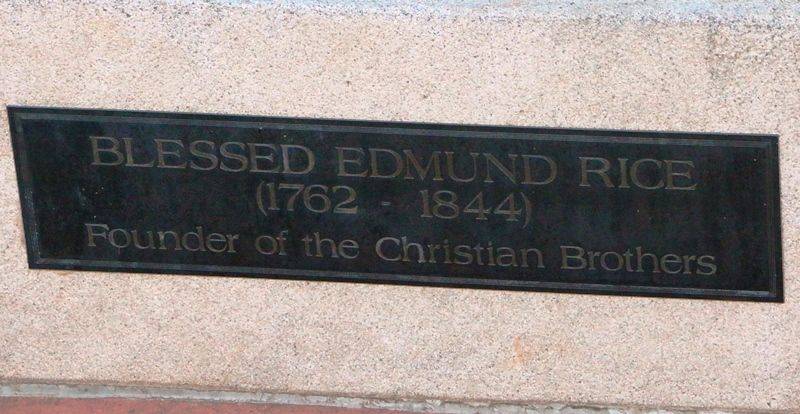 BLESSED EDMUND RICE
(1762 - 1844)
Founder of the Christian Brothers